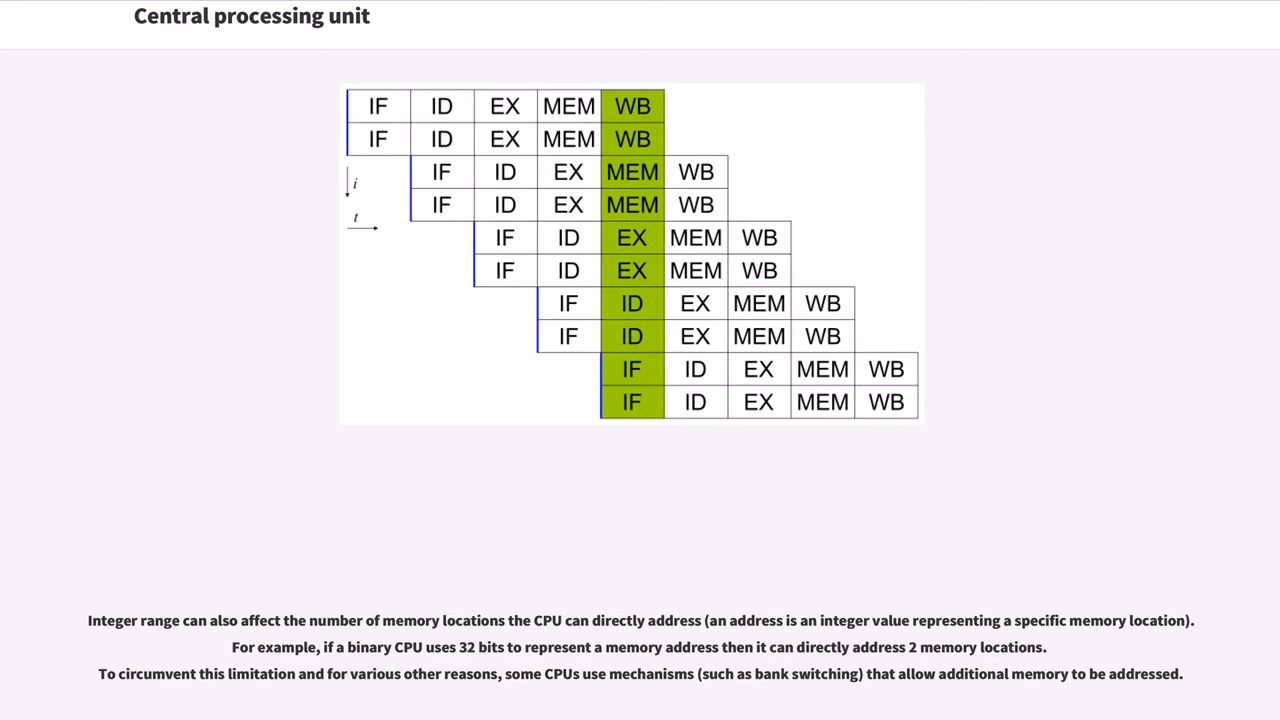 Central processing unit
IF ID EX MEM WB
IF ID EX MEM WB
IF ID EX MEM WB
i
IF ID EX MEM WB
t
IF ID EX MEM WB
IF ID EX MEM WB
IF ID EX MEM WB
IF ID EX MEM WB
IF ID EX MEM WB
IF ID EX MEM WB
Integer range can also affect the number of memory locations the CPU can directly address (an address is an integer value representing a specific memory location).
For example, if a binary CPU uses 32 bits to represent a memory address then it can directly address 2 memory locations.
To circumvent this limitation and for various other reasons, some CPUs use mechanisms (such as bank switching) that allow additional memory to be addressed.